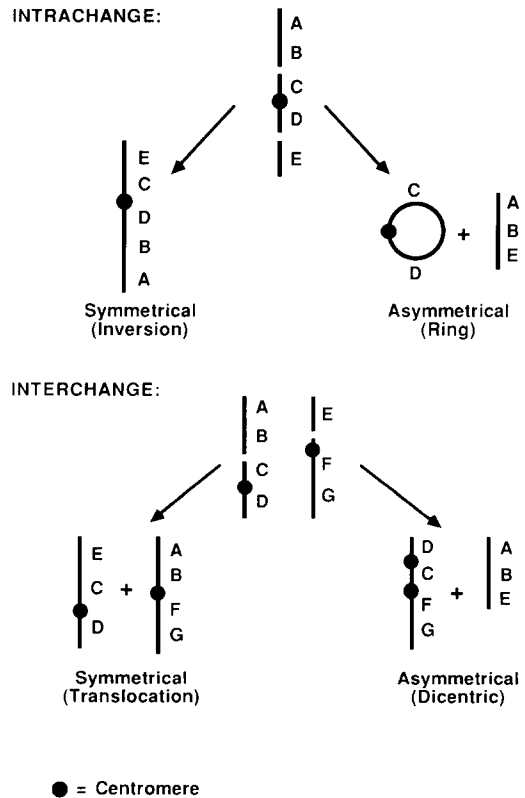 INTRACHANGE:
A
B
C
D
E
E
C
D
B
A
C
D
+
A
B
E
Symmetrical
(Inversion)
Asymmetrical
(Ring)
INTERCHANGE:
A
B
C
D
E
F
G
E
C
D
+
A
B
F
G
D
C
F
G
+
A
B
E
Symmetrical
(Translocation)
Asymmetrical
(Dicentric)
= Centromere